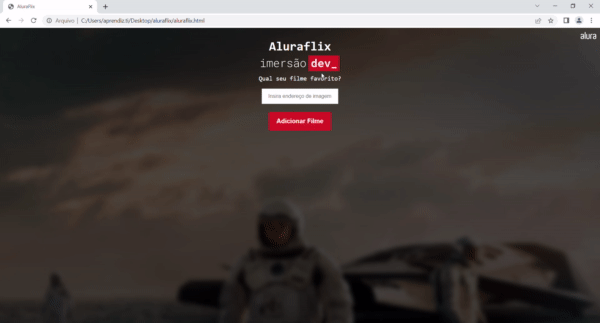 AluraFlix
Arquivo
C:/Users/aprendiz.ti/Desktop/aluraflix/aluraflix.html
alura
Aluraflix
imersão dev_
Qual seu filme favorito?
Insira endereço de imagem
Adicionar Filme